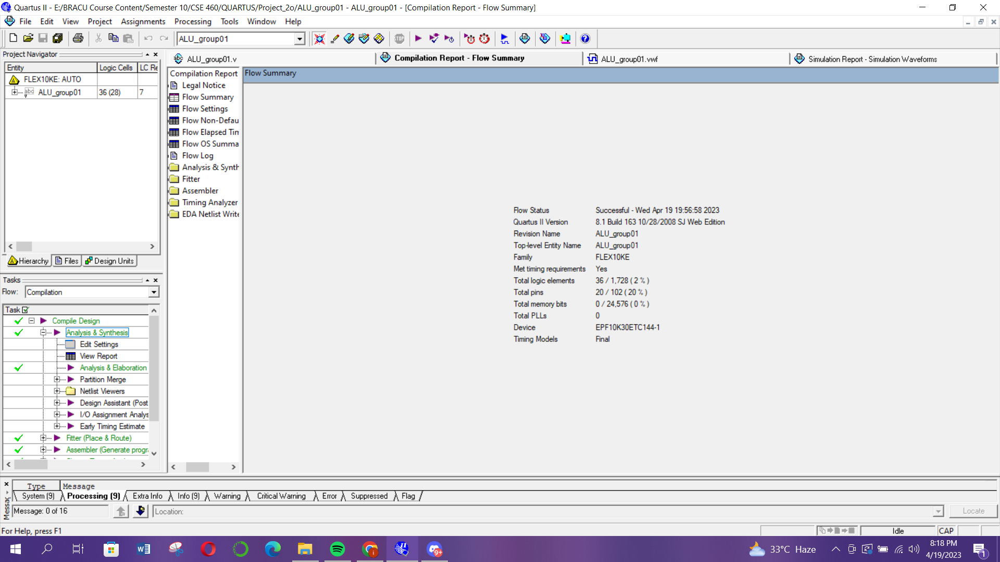 Quartus II - E:/BRACU Course Content/Semester 10/CSE 460/QUARTUS/Project_2o/ALU_group01 - ALU_group01 - [Compilation Report - Flow Summary]
File Edit View Project Assignments Processing Tools Window Help
ALU_group01
Project Navigator
Entity Logic Cells LC Re
FLEX10KE: AUTO
ALU_group01 36 (28) 7
Hierarchy Files Design Units
Tasks
Flow: Compilation
Task
Compile Design
Analysis & Synthesis
Edit Settings
View Report
Analysis & Elaboration
Partition Merge
Netlist Viewers
Design Assistant (Post
I/O Assignment Analys
Early Timing Estimate
Fitter (Place & Route)
Assembler (Generate progra
ALU_group01.v
Compilation Report - Flow Summary
ALU_group01.vwf
Simulation Report - Simulation Waveforms
Compilation Report
Legal Notice
Flow Summary
Flow Settings
Flow Non-Defau
Flow Elapsed Tim
Flow OS Summa
Flow Log
Analysis & Synth
Fitter
Assembler
Timing Analyzer
EDA Netlist Write
Flow Summary
Flow Status Successful - Wed Apr 19 19:56:58 2023
Quartus II Version 8.1 Build 163 10/28/2008 SJ Web Edition
Revision Name ALU_group01
Top-level Entity Name ALU_group01
Family FLEX10KE
Met timing requirements Yes
Total logic elements 36 / 1,728 ( 2 % )
Total pins 20 / 102 ( 20 % )
Total memory bits 0 / 24,576 ( 0 % )
Total PLLs 0
Device EPF10K30ETC144-1
Timing Models Final
Type Message
System (9) Processing (9) Extra Info Info (9) Warning Critical Warning Error Suppressed Flag
Message: 0 of 16 Location: Locate
For Help, press F1
Idle CAP
33°C Haze
8:18 PM
4/19/2023
1
9+